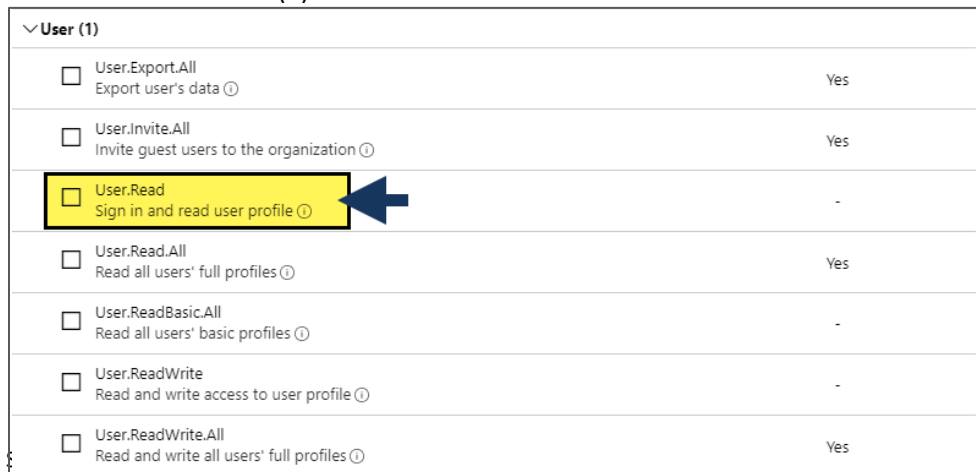 User (1)
User.Export.All
Export user's data
Yes
User.Invite.All
Invite guest users to the organization
Yes
User.Read
Sign in and read user profile
-
User.Read.All
Read all users' full profiles
Yes
User.ReadBasic.All
Read all users' basic profiles
-
User.ReadWrite
Read and write access to user profile
-
User.ReadWrite.All
Read and write all users' full profiles
Yes